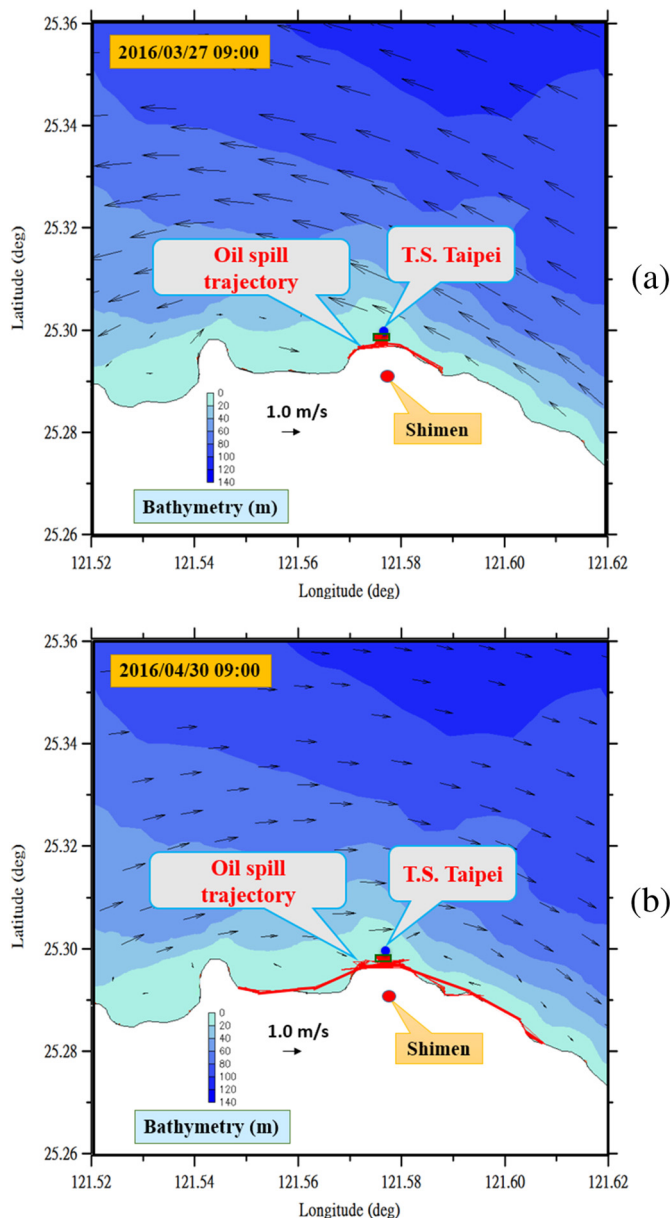 25.36
2016/03/27 09:00
25.34
25.32
Oil spill
trajectory
T.S. Taipei
(a)
Latitude (deg)
25.30
1.0 m/s
Shimen
25.28
0
20
40
60
80
100
120
140
Bathymetry (m)
25.26
121.52 121.54 121.56 121.58 121.60 121.62
Longitude (deg)
25.36
2016/04/30 09:00
25.34
25.32
Oil spill
trajectory
T.S. Taipei
(b)
Latitude (deg)
25.30
1.0 m/s
Shimen
25.28
0
20
40
60
80
100
120
140
Bathymetry (m)
25.26
121.52 121.54 121.56 121.58 121.60 121.62
Longitude (deg)